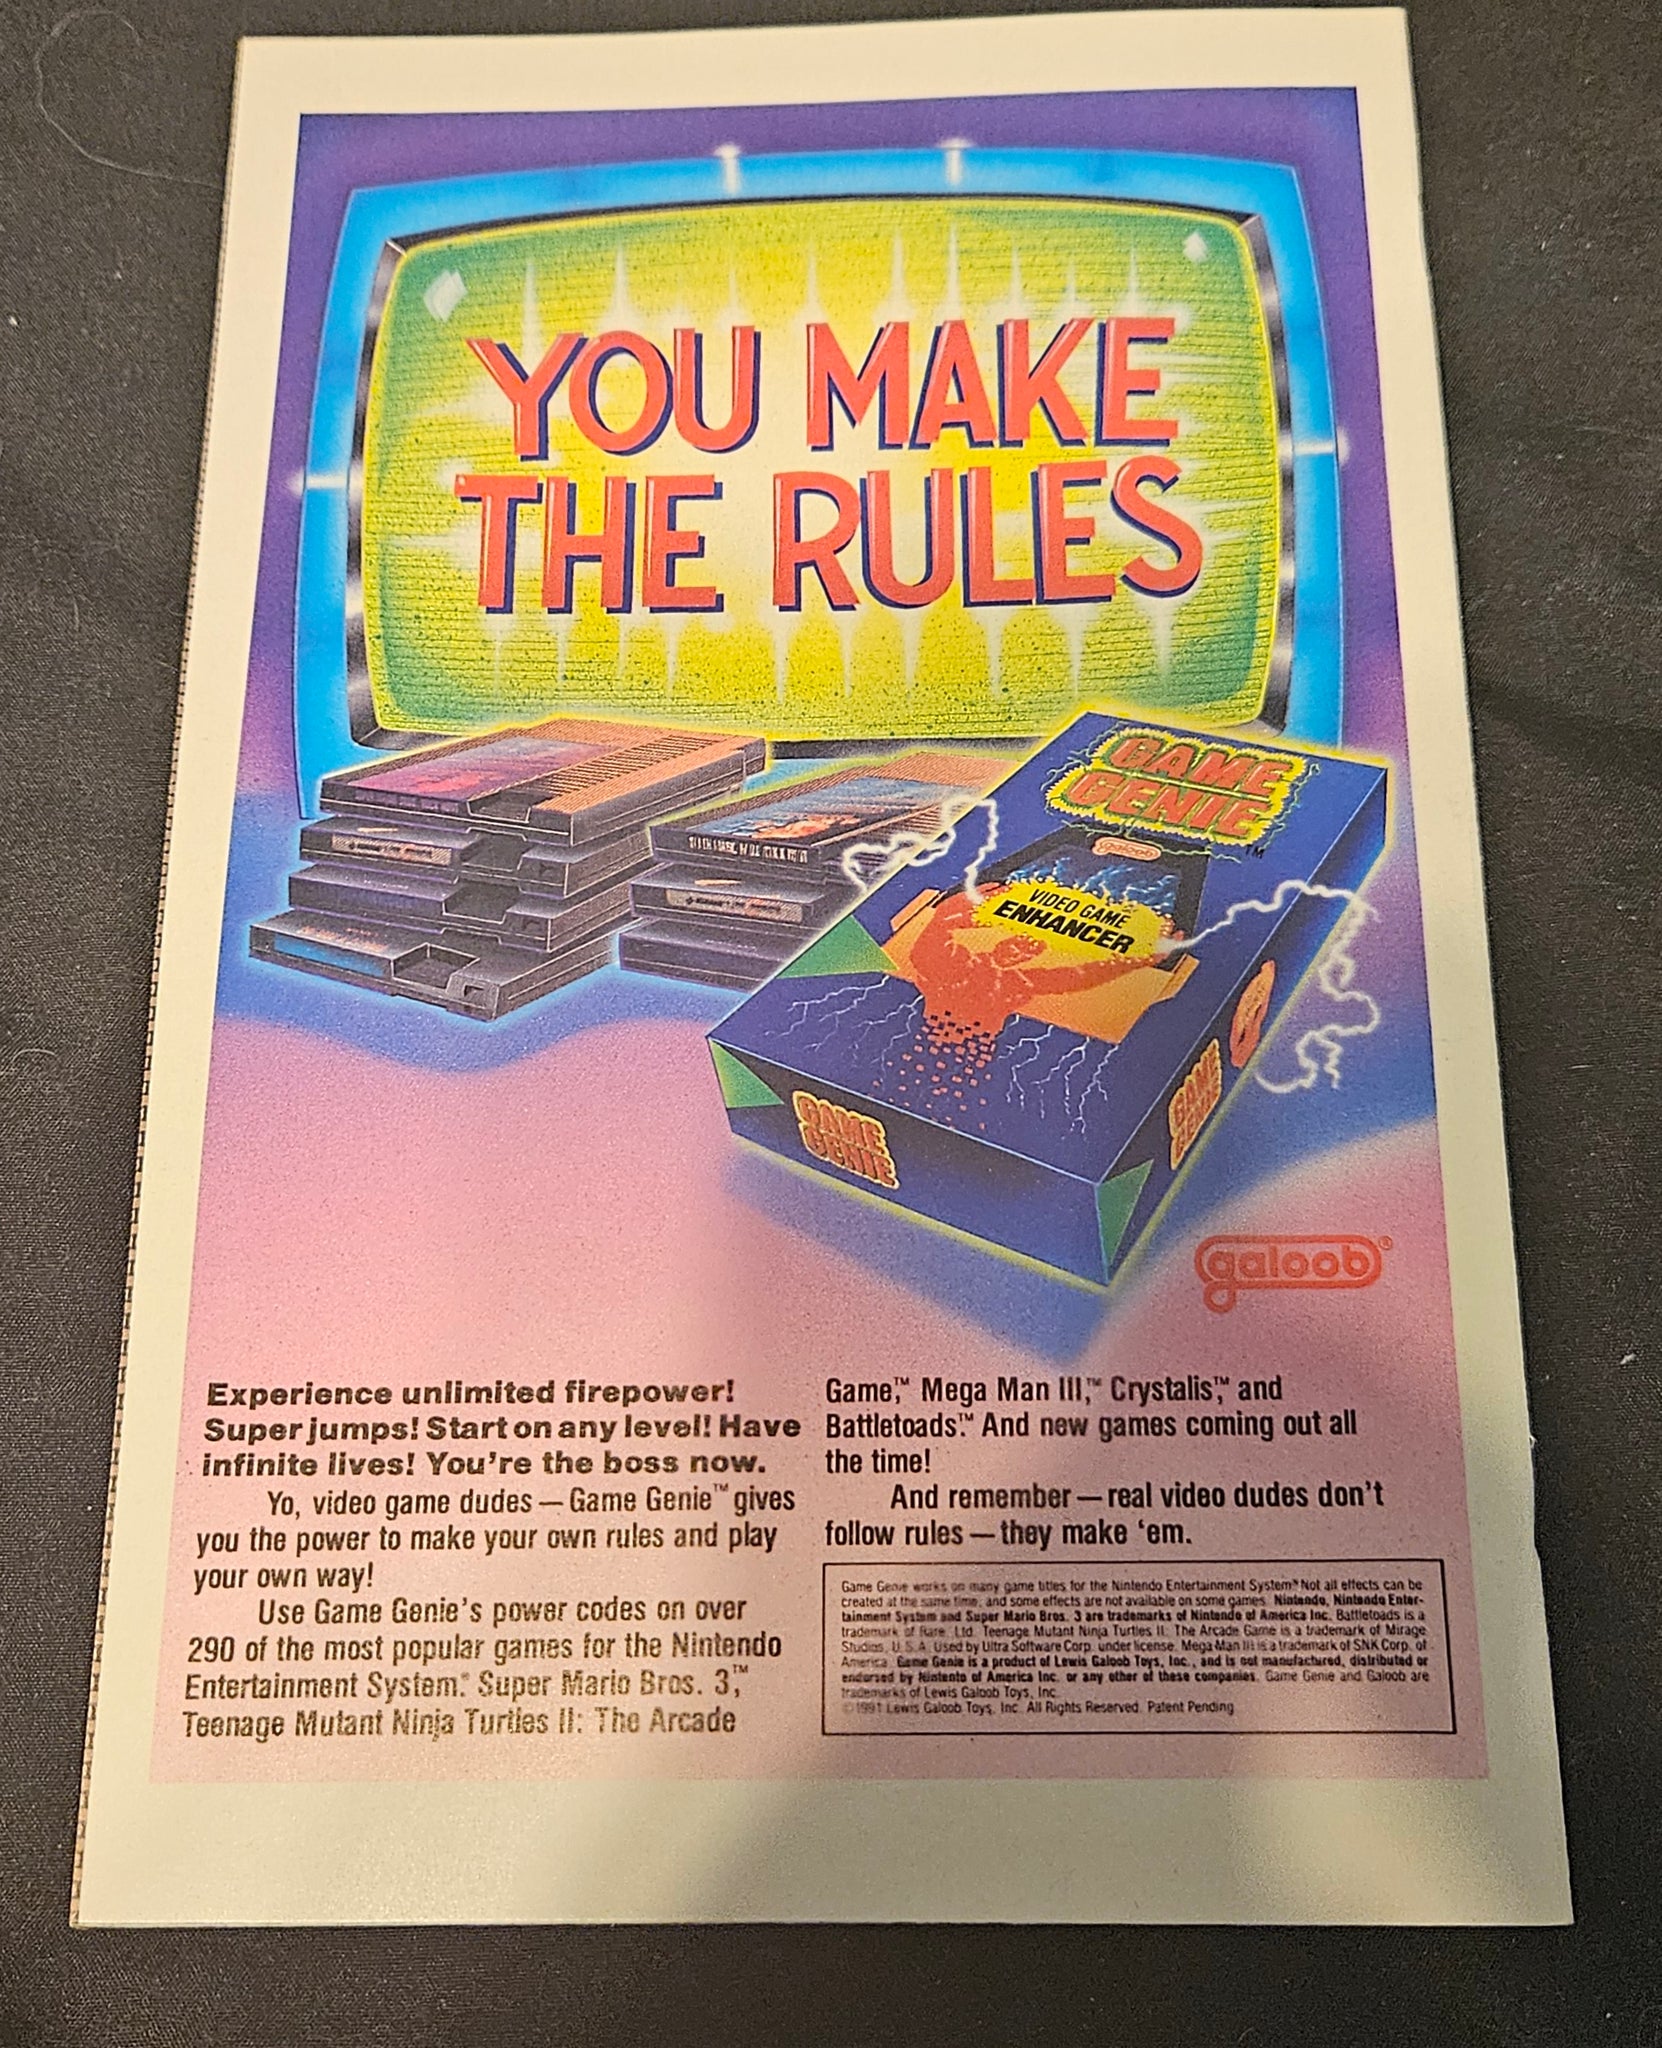 YOU MAKE
THE RULES
GAME
GENIE™
galoob
VIDEO GAME
ENHANCER
GAME
GENIE
GAME
GENIE
galoob®
Experience unlimited firepower!
Super jumps! Start on any level! Have
infinite lives! You're the boss now.
Yo, video game dudes — Game Genie™ gives
you the power to make your own rules and play
your own way!
Use Game Genie's power codes on over
290 of the most popular games for the Nintendo
Entertainment System.® Super Mario Bros. 3,™
Teenage Mutant Ninja Turtles II: The Arcade
Game,™ Mega Man III,™ Crystalis,™ and
Battletoads.™ And new games coming out all
the time!
And remember — real video dudes don't
follow rules — they make 'em.
Game Genie works on many game titles for the Nintendo Entertainment System.® Not all effects can be
created at the same time, and some effects are not available on some games. Nintendo, Nintendo Enter-
tainment System and Super Mario Bros. 3 are trademarks of Nintendo of America Inc. Battletoads is a
trademark of Rare, Ltd. Teenage Mutant Ninja Turtles II: The Arcade Game is a trademark of Mirage
Studios, U.S.A. Used by Ultra Software Corp. under license. Mega Man III is a trademark of SNK Corp. of
America. Game Genie is a product of Lewis Galoob Toys, Inc., and is not manufactured, distributed or
endorsed by Nintento of America Inc. or any other of these companies. Game Genie and Galoob are
trademarks of Lewis Galoob Toys, Inc.
©1991 Lewis Galoob Toys, Inc. All Rights Reserved. Patent Pending